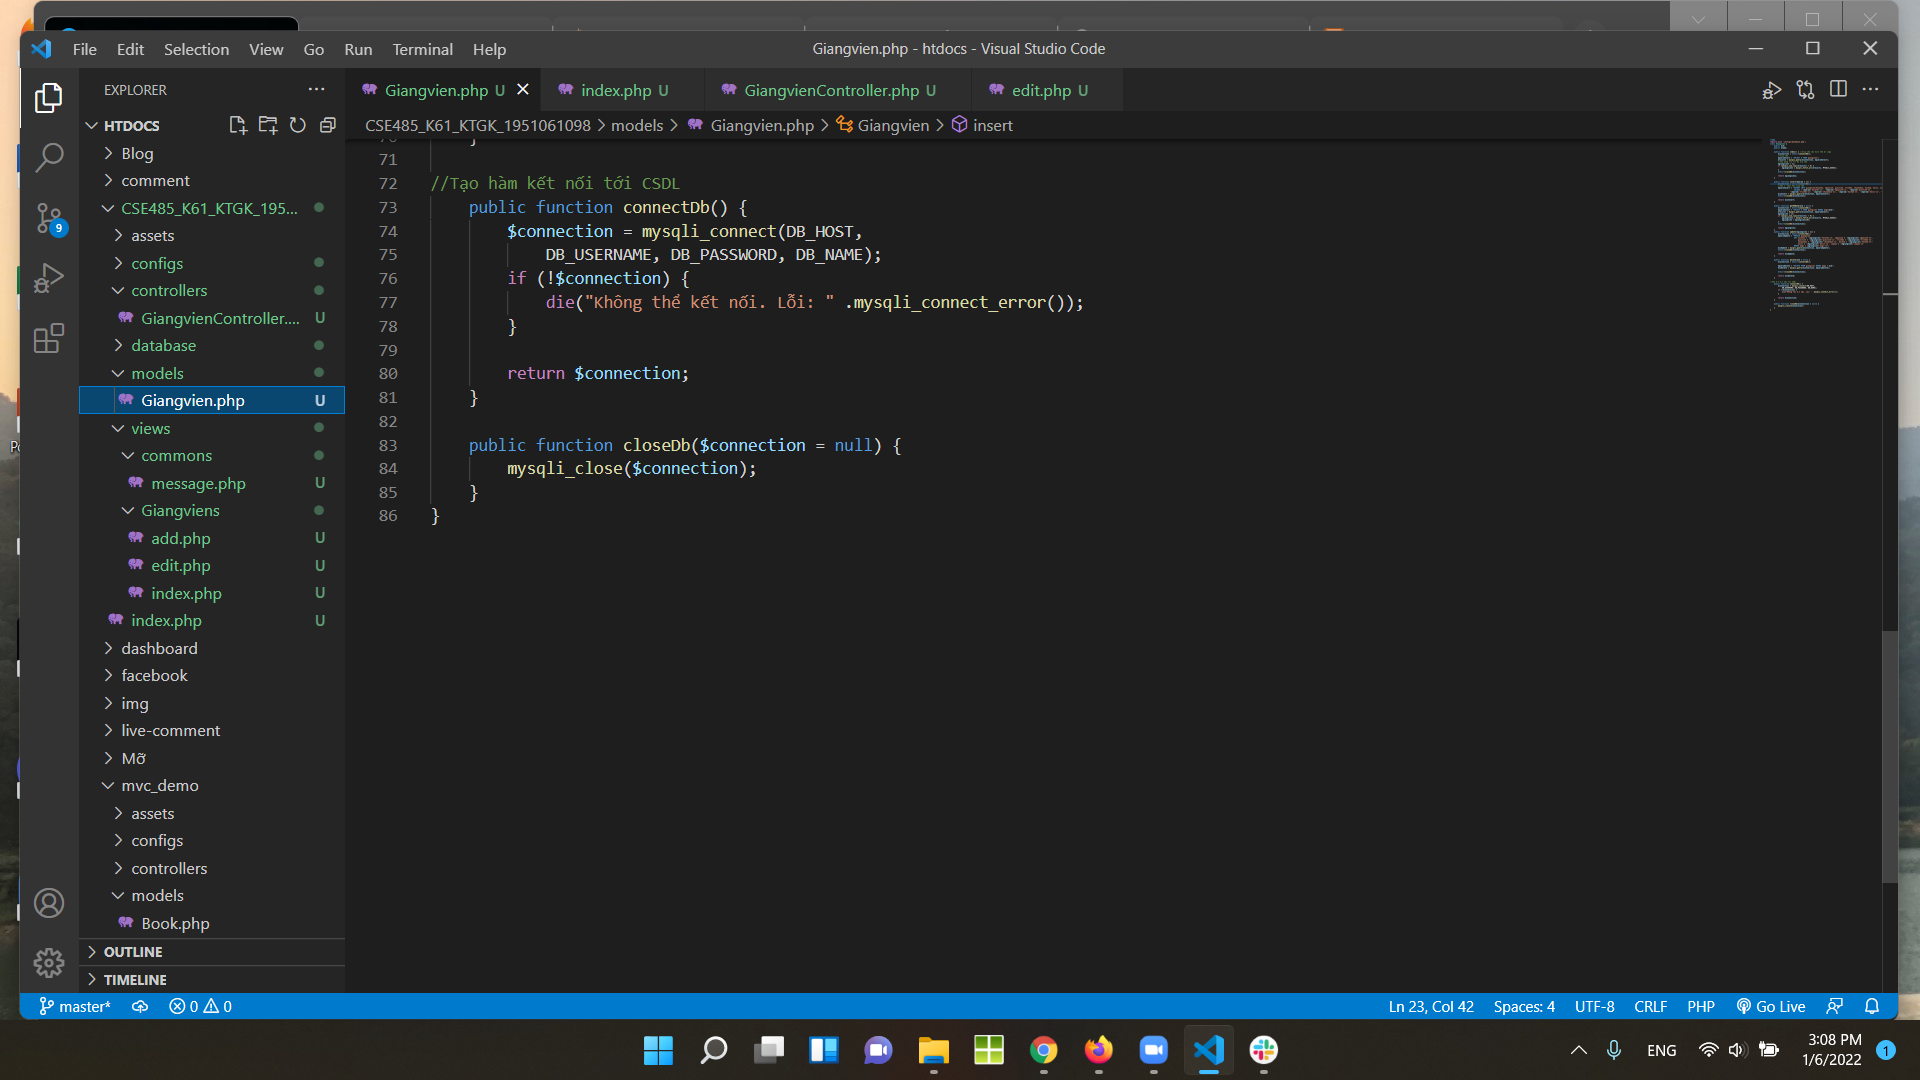 File Edit Selection View Go Run Terminal Help
Giangvien.php - htdocs - Visual Studio Code
EXPLORER
HTDOCS
Blog
comment
CSE485_K61_KTGK_195...
assets
configs
controllers
GiangvienController.... U
database
models
Giangvien.php U
views
commons
message.php U
Giangviens
add.php U
edit.php U
index.php U
index.php U
dashboard
facebook
img
live-comment
Mỡ
mvc_demo
assets
configs
controllers
models
Book.php
OUTLINE
TIMELINE
9
Giangvien.php U
index.php U
GiangvienController.php U
edit.php U
CSE485_K61_KTGK_1951061098 > models > Giangvien.php > Giangvien > insert
71
72 //Tạo hàm kết nối tới CSDL
73 public function connectDb() {
74 $connection = mysqli_connect(DB_HOST,
75 DB_USERNAME, DB_PASSWORD, DB_NAME);
76 if (!$connection) {
77 die("Không thể kết nối. Lỗi: " .mysqli_connect_error());
78 }
79
80 return $connection;
81 }
82
83 public function closeDb($connection = null) {
84 mysqli_close($connection);
85 }
86 }
master* 0 0
Ln 23, Col 42 Spaces: 4 UTF-8 CRLF PHP Go Live
ENG
3:08 PM
1/6/2022
1